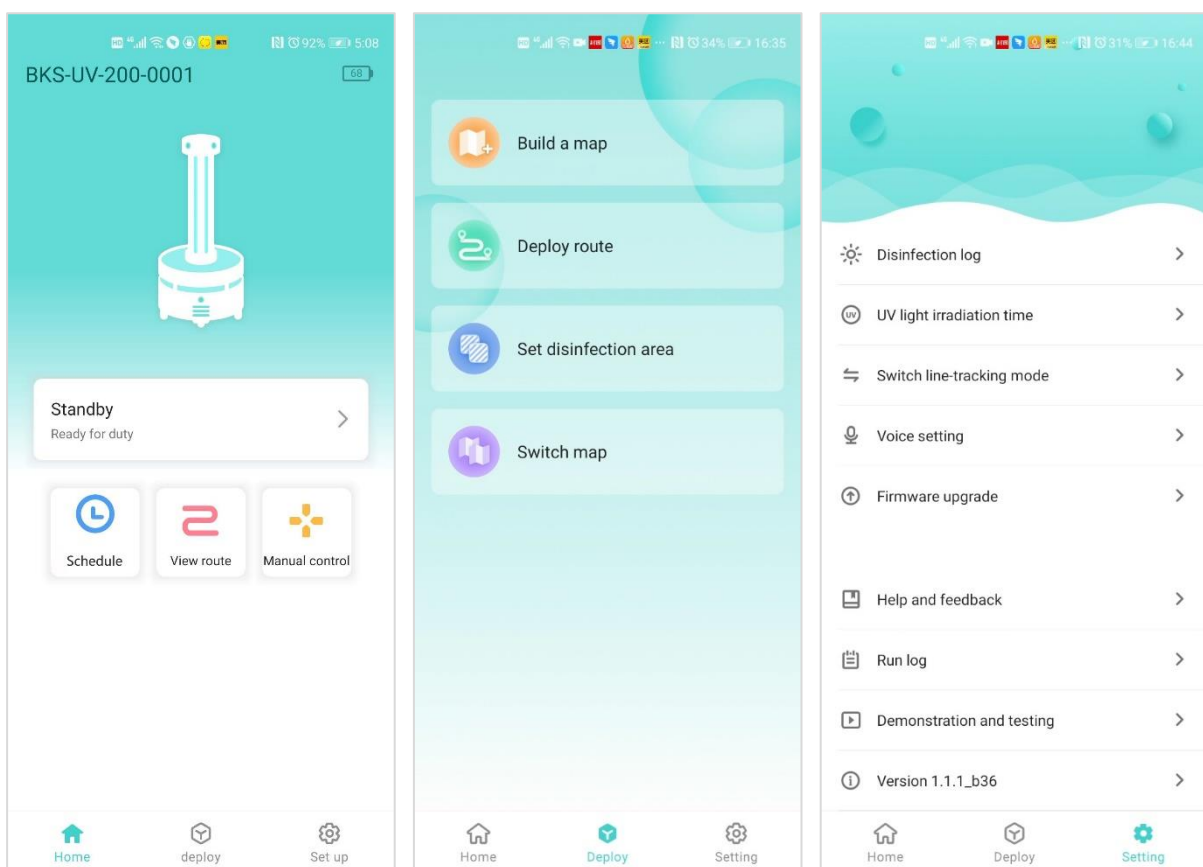 92% 5:08
BKS-UV-200-0001
68
Standby
Ready for duty
Schedule
View route
Manual control
Home
deploy
Set up
34% 16:35
Build a map
Deploy route
Set disinfection area
Switch map
Home
Deploy
Setting
31% 16:44
Disinfection log
UV
UV light irradiation time
Switch line-tracking mode
Voice setting
Firmware upgrade
Help and feedback
Run log
Demonstration and testing
Version 1.1.1_b36
Home
Deploy
Setting